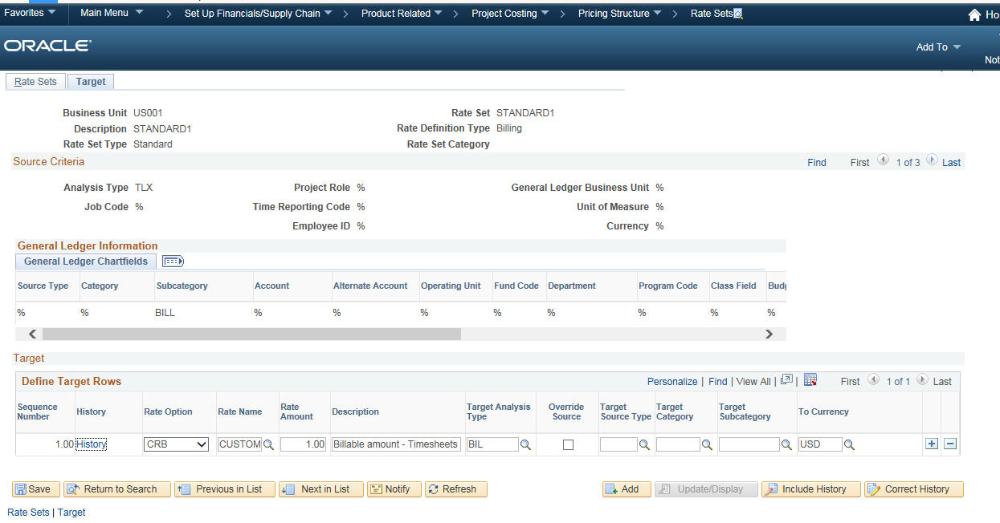 Favorites Main Menu > Set Up Financials/Supply Chain > Product Related > Project Costing > Pricing Structure > Rate Sets Ho
ORACLE
Add To
Not
Rate Sets Target
Business Unit US001 Rate Set STANDARD1
Description STANDARD1 Rate Definition Type Billing
Rate Set Type Standard Rate Set Category
Source Criteria Find First 1 of 3 Last
Analysis Type TLX Project Role % General Ledger Business Unit %
Job Code % Time Reporting Code % Unit of Measure %
Employee ID % Currency %
General Ledger Information
General Ledger Chartfields
Source Type Category Subcategory Account Alternate Account Operating Unit Fund Code Department Program Code Class Field Budg
% % BILL % % % % % % % %
Target
Define Target Rows Personalize | Find | View All | | First 1 of 1 Last
Sequence Number History Rate Option Rate Name Rate Amount Description Target Analysis Type Override Source Target Source Type Target Category Target Subcategory To Currency
1.00 History CRB CUSTOM 1.00 Billable amount - Timesheets BIL USD + -
Save Return to Search Previous in List Next in List Notify Refresh Add Update/Display Include History Correct History
Rate Sets | Target